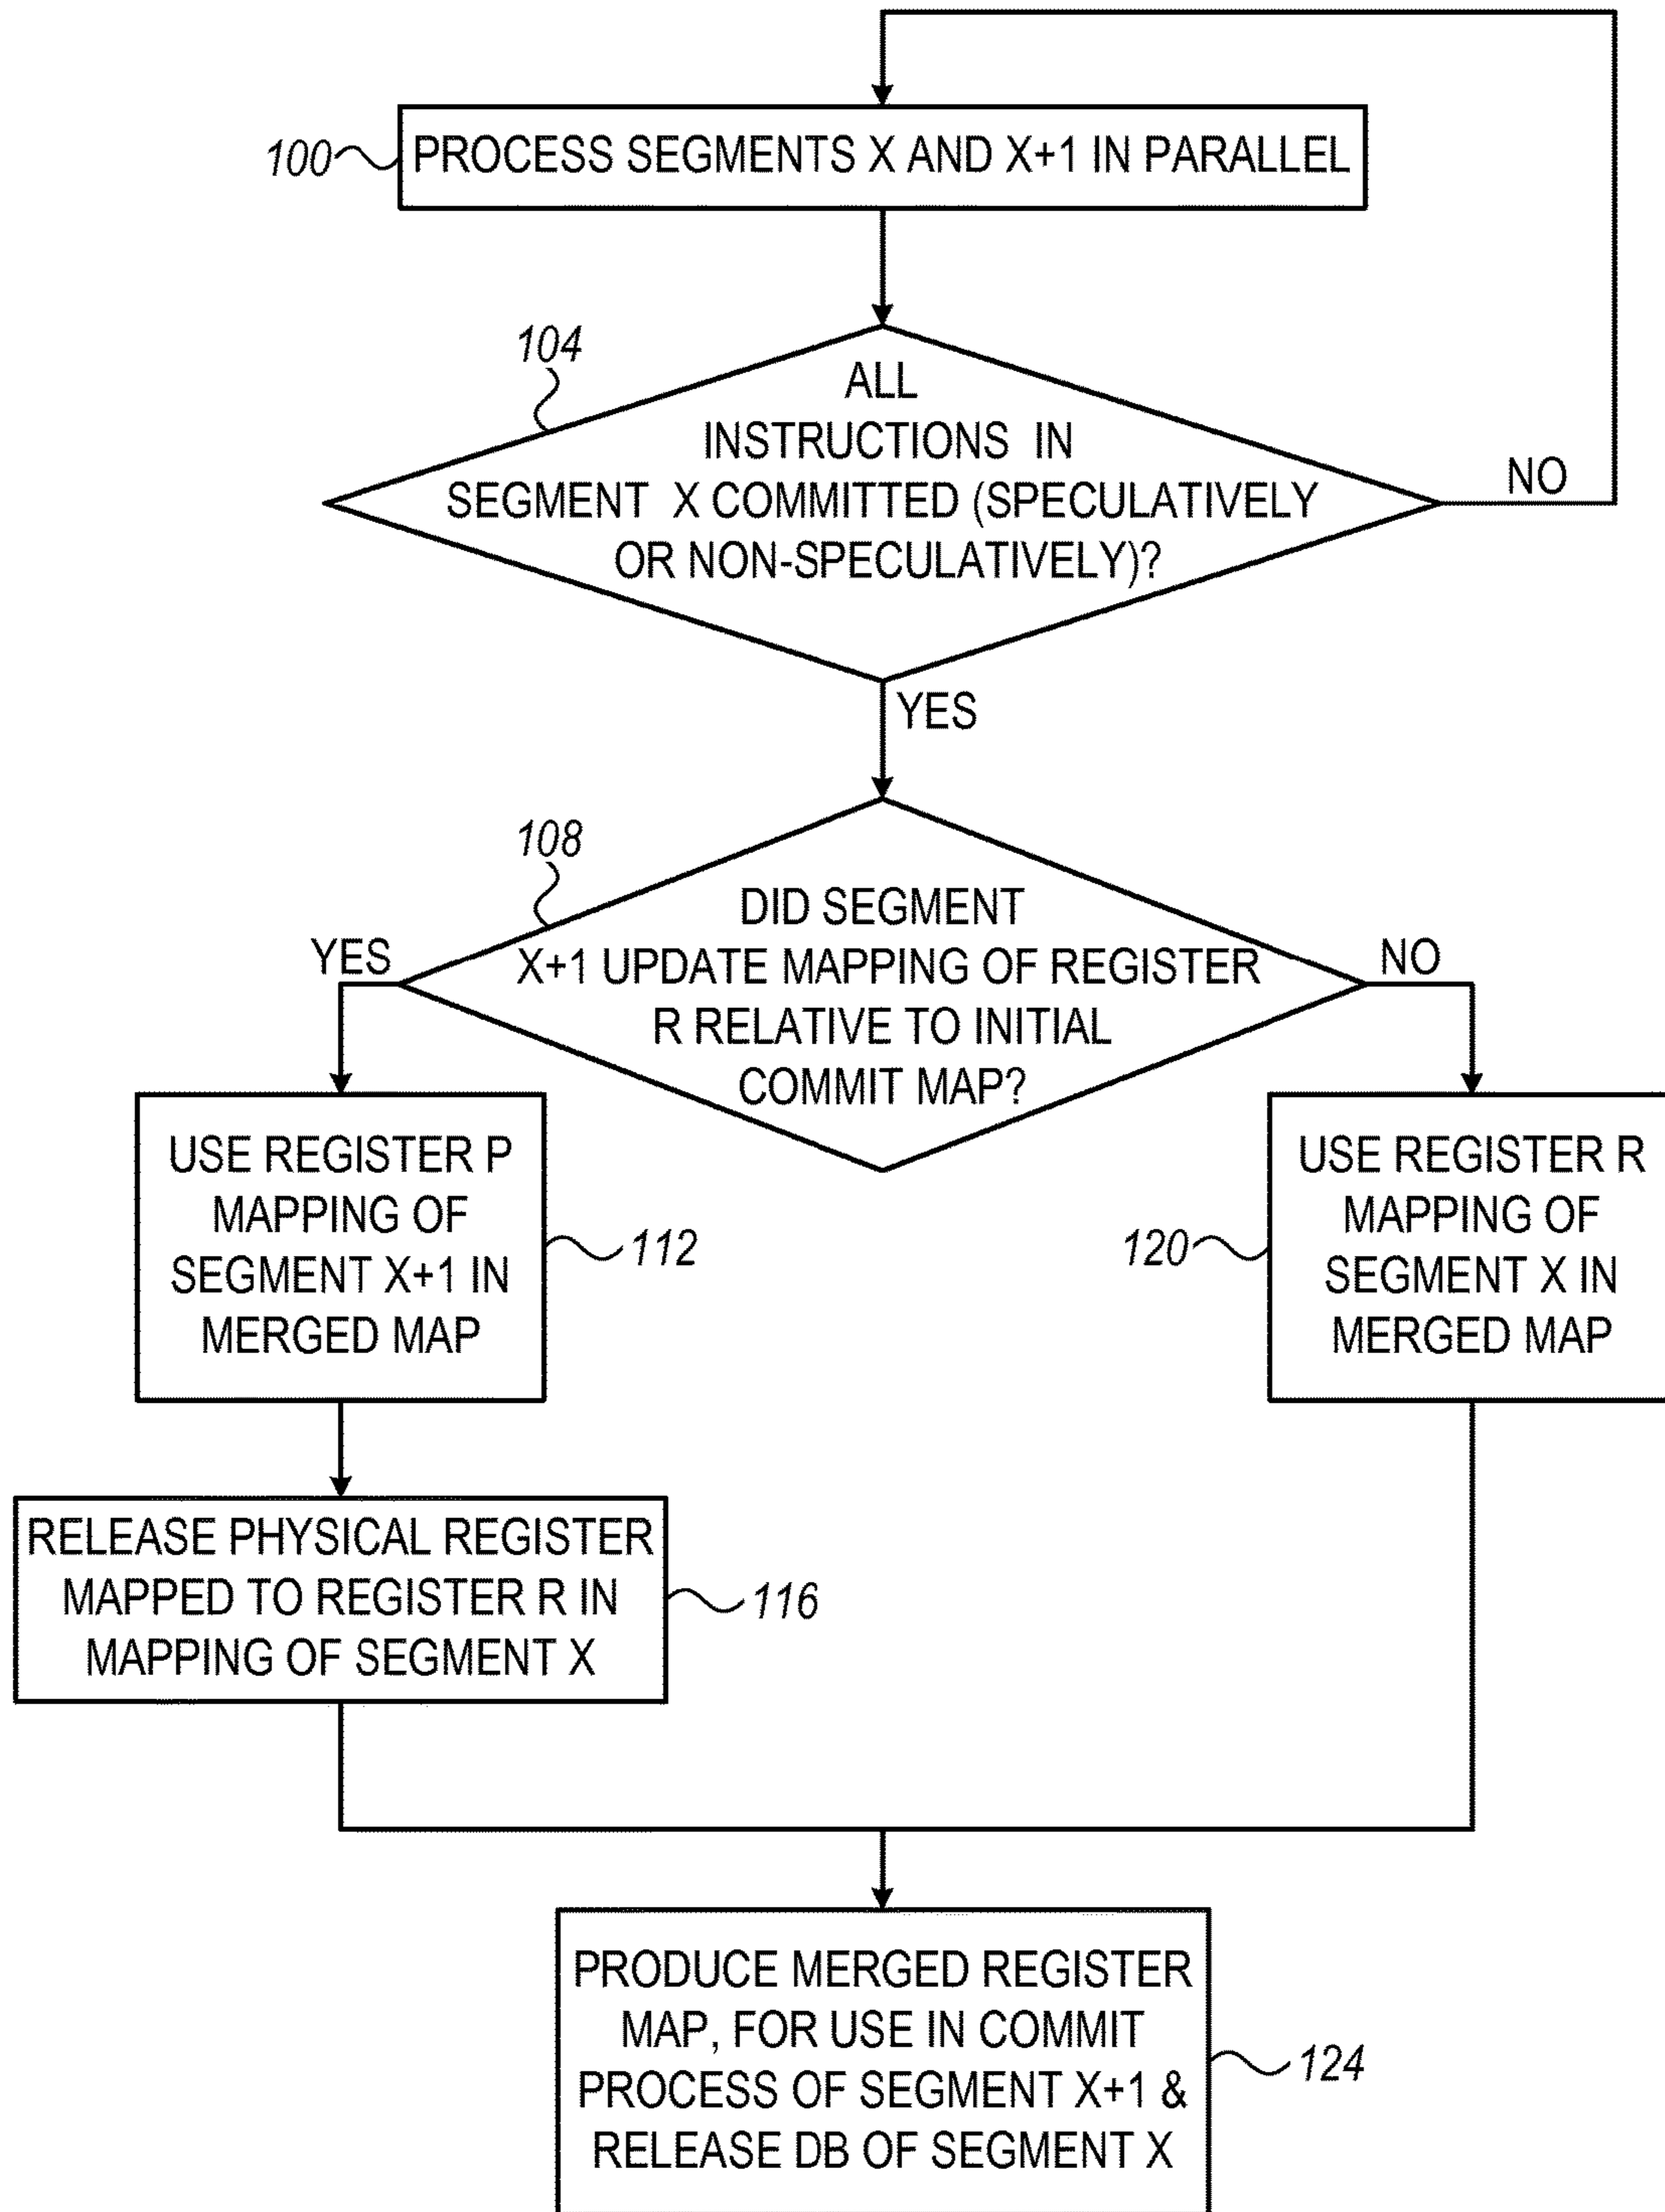 100
PROCESS SEGMENTS X AND X+1 IN PARALLEL
104
ALL
INSTRUCTIONS IN
SEGMENT X COMMITTED (SPECULATIVELY
OR NON-SPECULATIVELY)?
NO
YES
108
DID SEGMENT
X+1 UPDATE MAPPING OF REGISTER
R RELATIVE TO INITIAL
COMMIT MAP?
YES
NO
USE REGISTER P
MAPPING OF
SEGMENT X+1 IN
MERGED MAP
112
120
USE REGISTER R
MAPPING OF
SEGMENT X IN
MERGED MAP
RELEASE PHYSICAL REGISTER
MAPPED TO REGISTER R IN
MAPPING OF SEGMENT X
116
PRODUCE MERGED REGISTER
MAP, FOR USE IN COMMIT
PROCESS OF SEGMENT X+1 &
RELEASE DB OF SEGMENT X
124